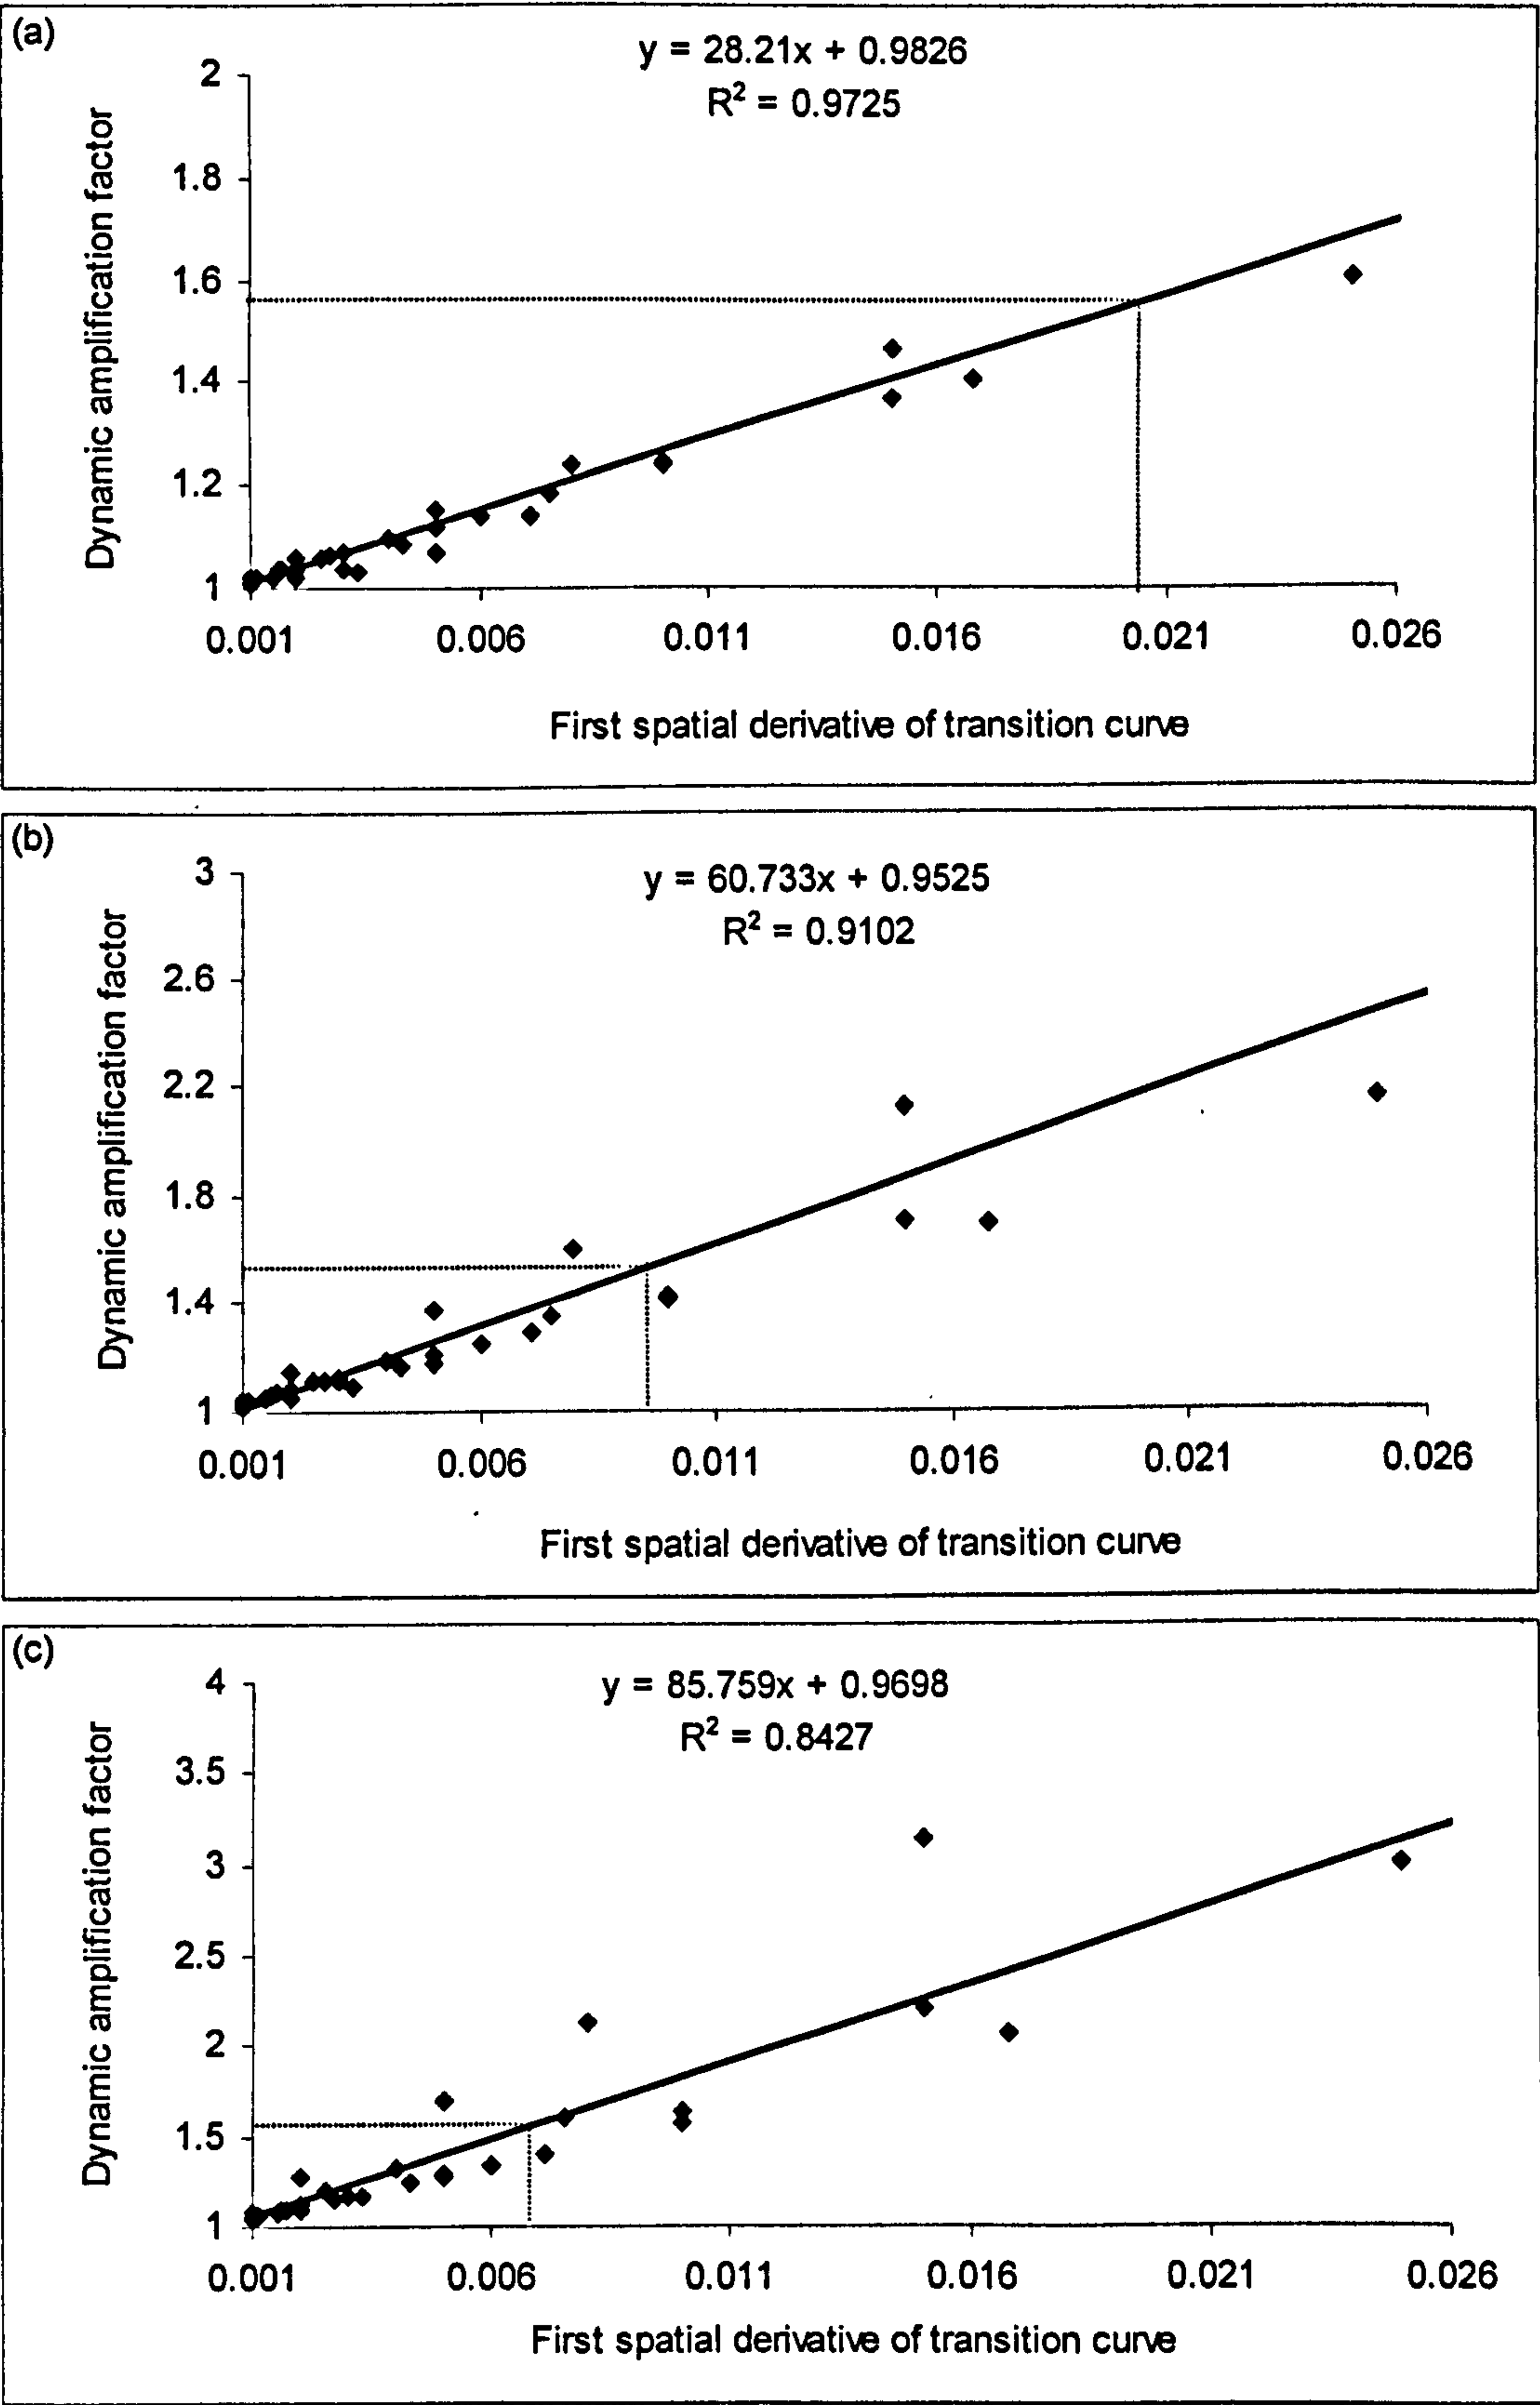 (a)
y = 28.21x + 0.9826
R² = 0.9725
2
1.8
1.6
1.4
1.2
1
Dynamic amplification factor
0.001 0.006 0.011 0.016 0.021 0.026
First spatial derivative of transition curve
(b)
y = 60.733x + 0.9525
R² = 0.9102
3
2.6
2.2
1.8
1.4
1
Dynamic amplification factor
0.001 0.006 0.011 0.016 0.021 0.026
First spatial derivative of transition curve
(c)
y = 85.759x + 0.9698
R² = 0.8427
4
3.5
3
2.5
2
1.5
1
Dynamic amplification factor
0.001 0.006 0.011 0.016 0.021 0.026
First spatial derivative of transition curve